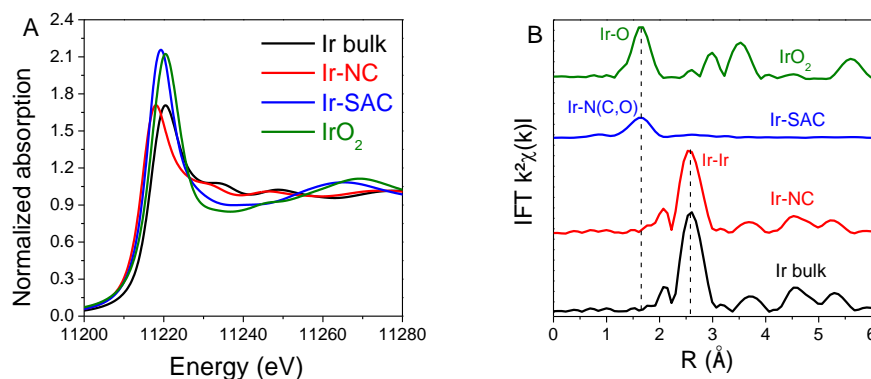 A
Ir bulk
Ir-NC
Ir-SAC
IrO₂
Normalized absorption
2.4
2.1
1.8
1.5
1.2
0.9
0.6
0.3
0.0
11200 11220 11240 11260 11280
Energy (eV)
B
Ir-O
IrO₂
Ir-N(C,O)
Ir-SAC
Ir-Ir
Ir-NC
Ir bulk
IFT k²χ(k)I
0 1 2 3 4 5 6
R (Å)